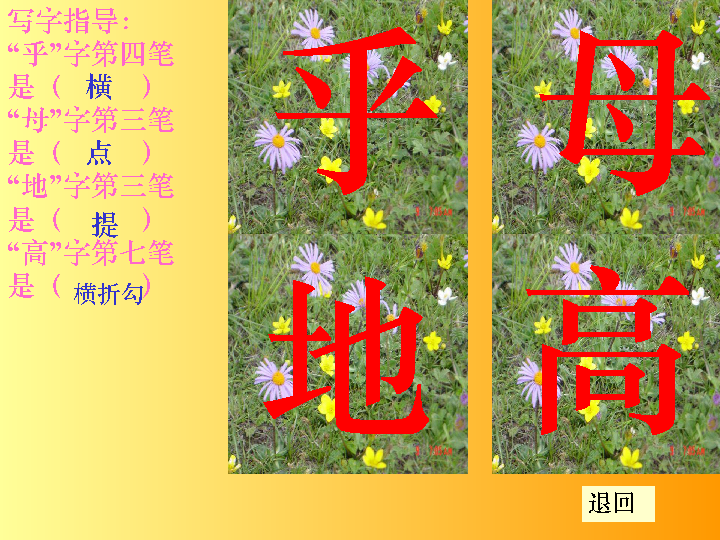 写字指导：
“乎”字第四笔
是（ 横 ）
“母”字第三笔
是（ 点 ）
“地”字第三笔
是（ 提 ）
“高”字第七笔
是（ 横折勾 ）
乎
母
地
高
退回